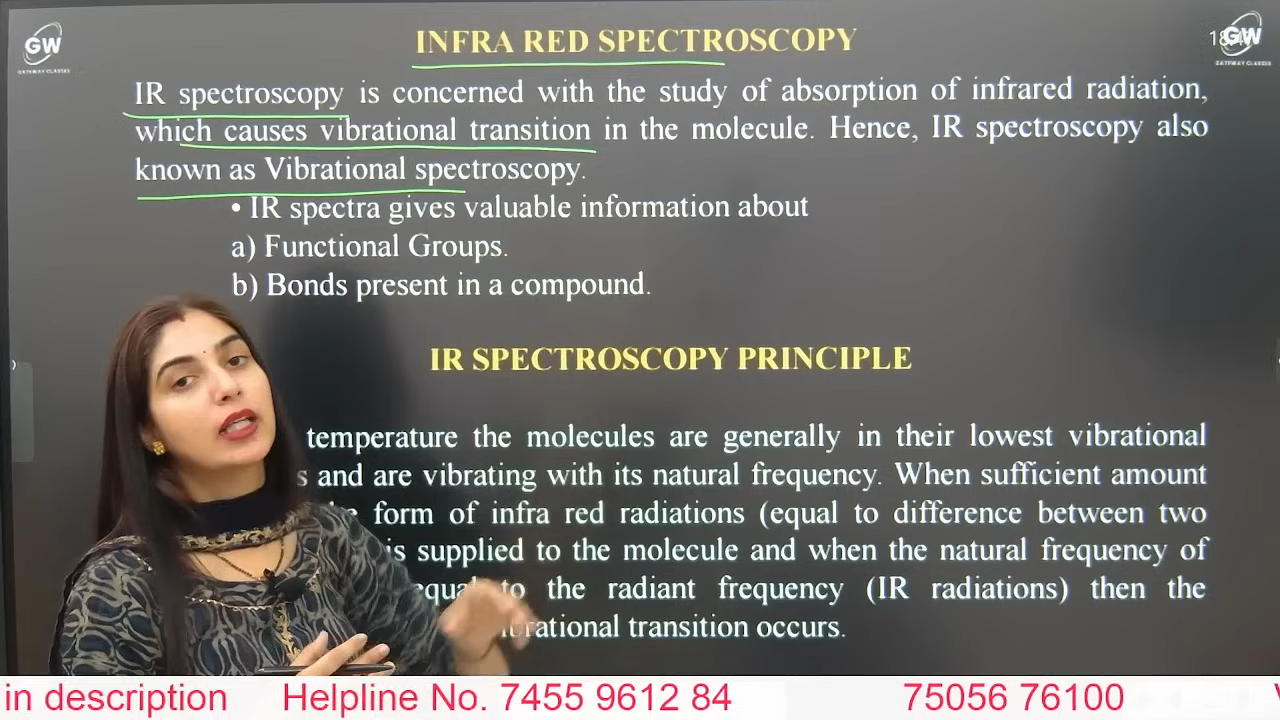 GW
GATEWAY CLASSES
INFRA RED SPECTROSCOPY
GW
GATEWAY CLASSES
IR spectroscopy is concerned with the study of absorption of infrared radiation,
which causes vibrational transition in the molecule. Hence, IR spectroscopy also
known as Vibrational spectroscopy.
• IR spectra gives valuable information about
a) Functional Groups.
b) Bonds present in a compound.
IR SPECTROSCOPY PRINCIPLE
temperature the molecules are generally in their lowest vibrational
and are vibrating with its natural frequency. When sufficient amount
form of infra red radiations (equal to difference between two
is supplied to the molecule and when the natural frequency of
to the radiant frequency (IR radiations) then the
transition occurs.
in description Helpline No. 7455 9612 84 75056 76100